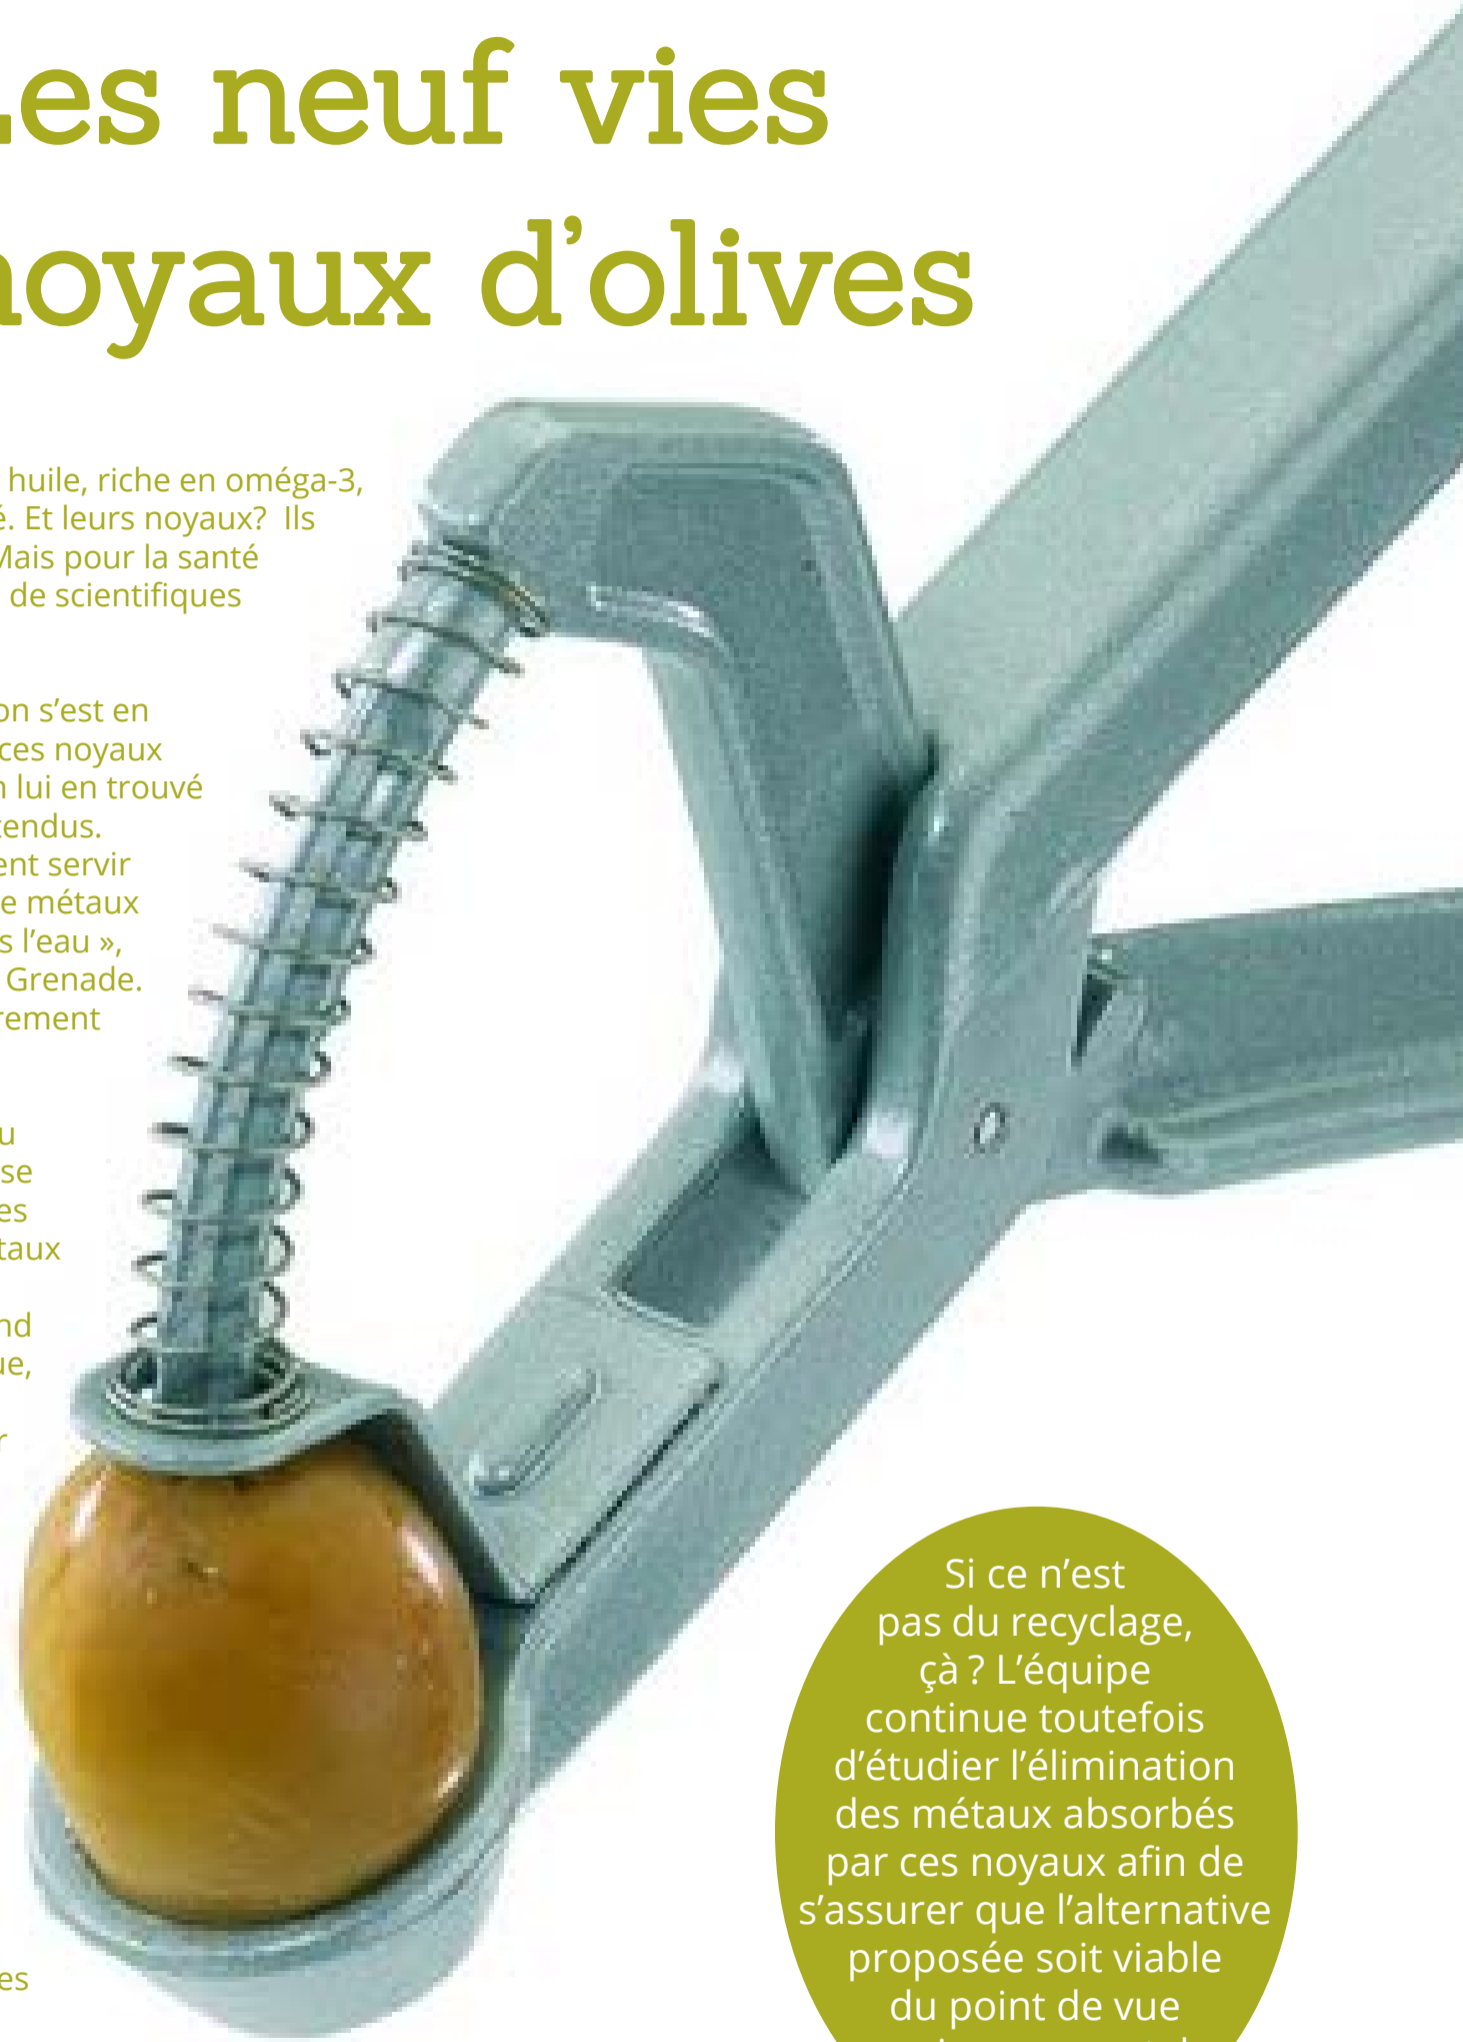 Les neuf vies
noyaux d’olives
huile, riche en oméga-3,
é. Et leurs noyaux? Ils
Mais pour la santé
de scientifiques
on s’est en
ces noyaux
n lui en trouvé
tendus.
ent servir
e métaux
s l’eau »,
Grenade.
rement
u
se
es
taux
nd
ue,
r
es
Si ce n’est
pas du recyclage,
çà ? L’équipe
continue toutefois
d’étudier l’élimination
des métaux absorbés
par ces noyaux afin de
s’assurer que l’alternative
proposée soit viable
du point de vue